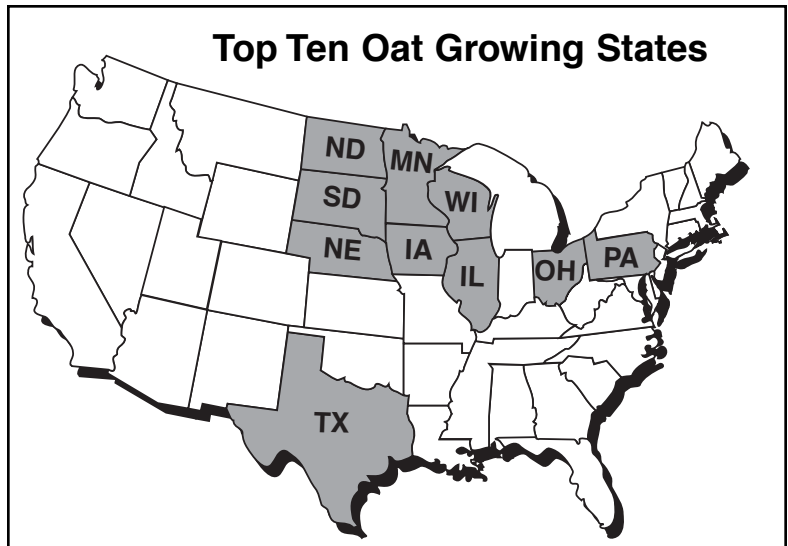 Top Ten Oat Growing States
ND
MN
SD
WI
NE
IA
IL
OH
PA
TX